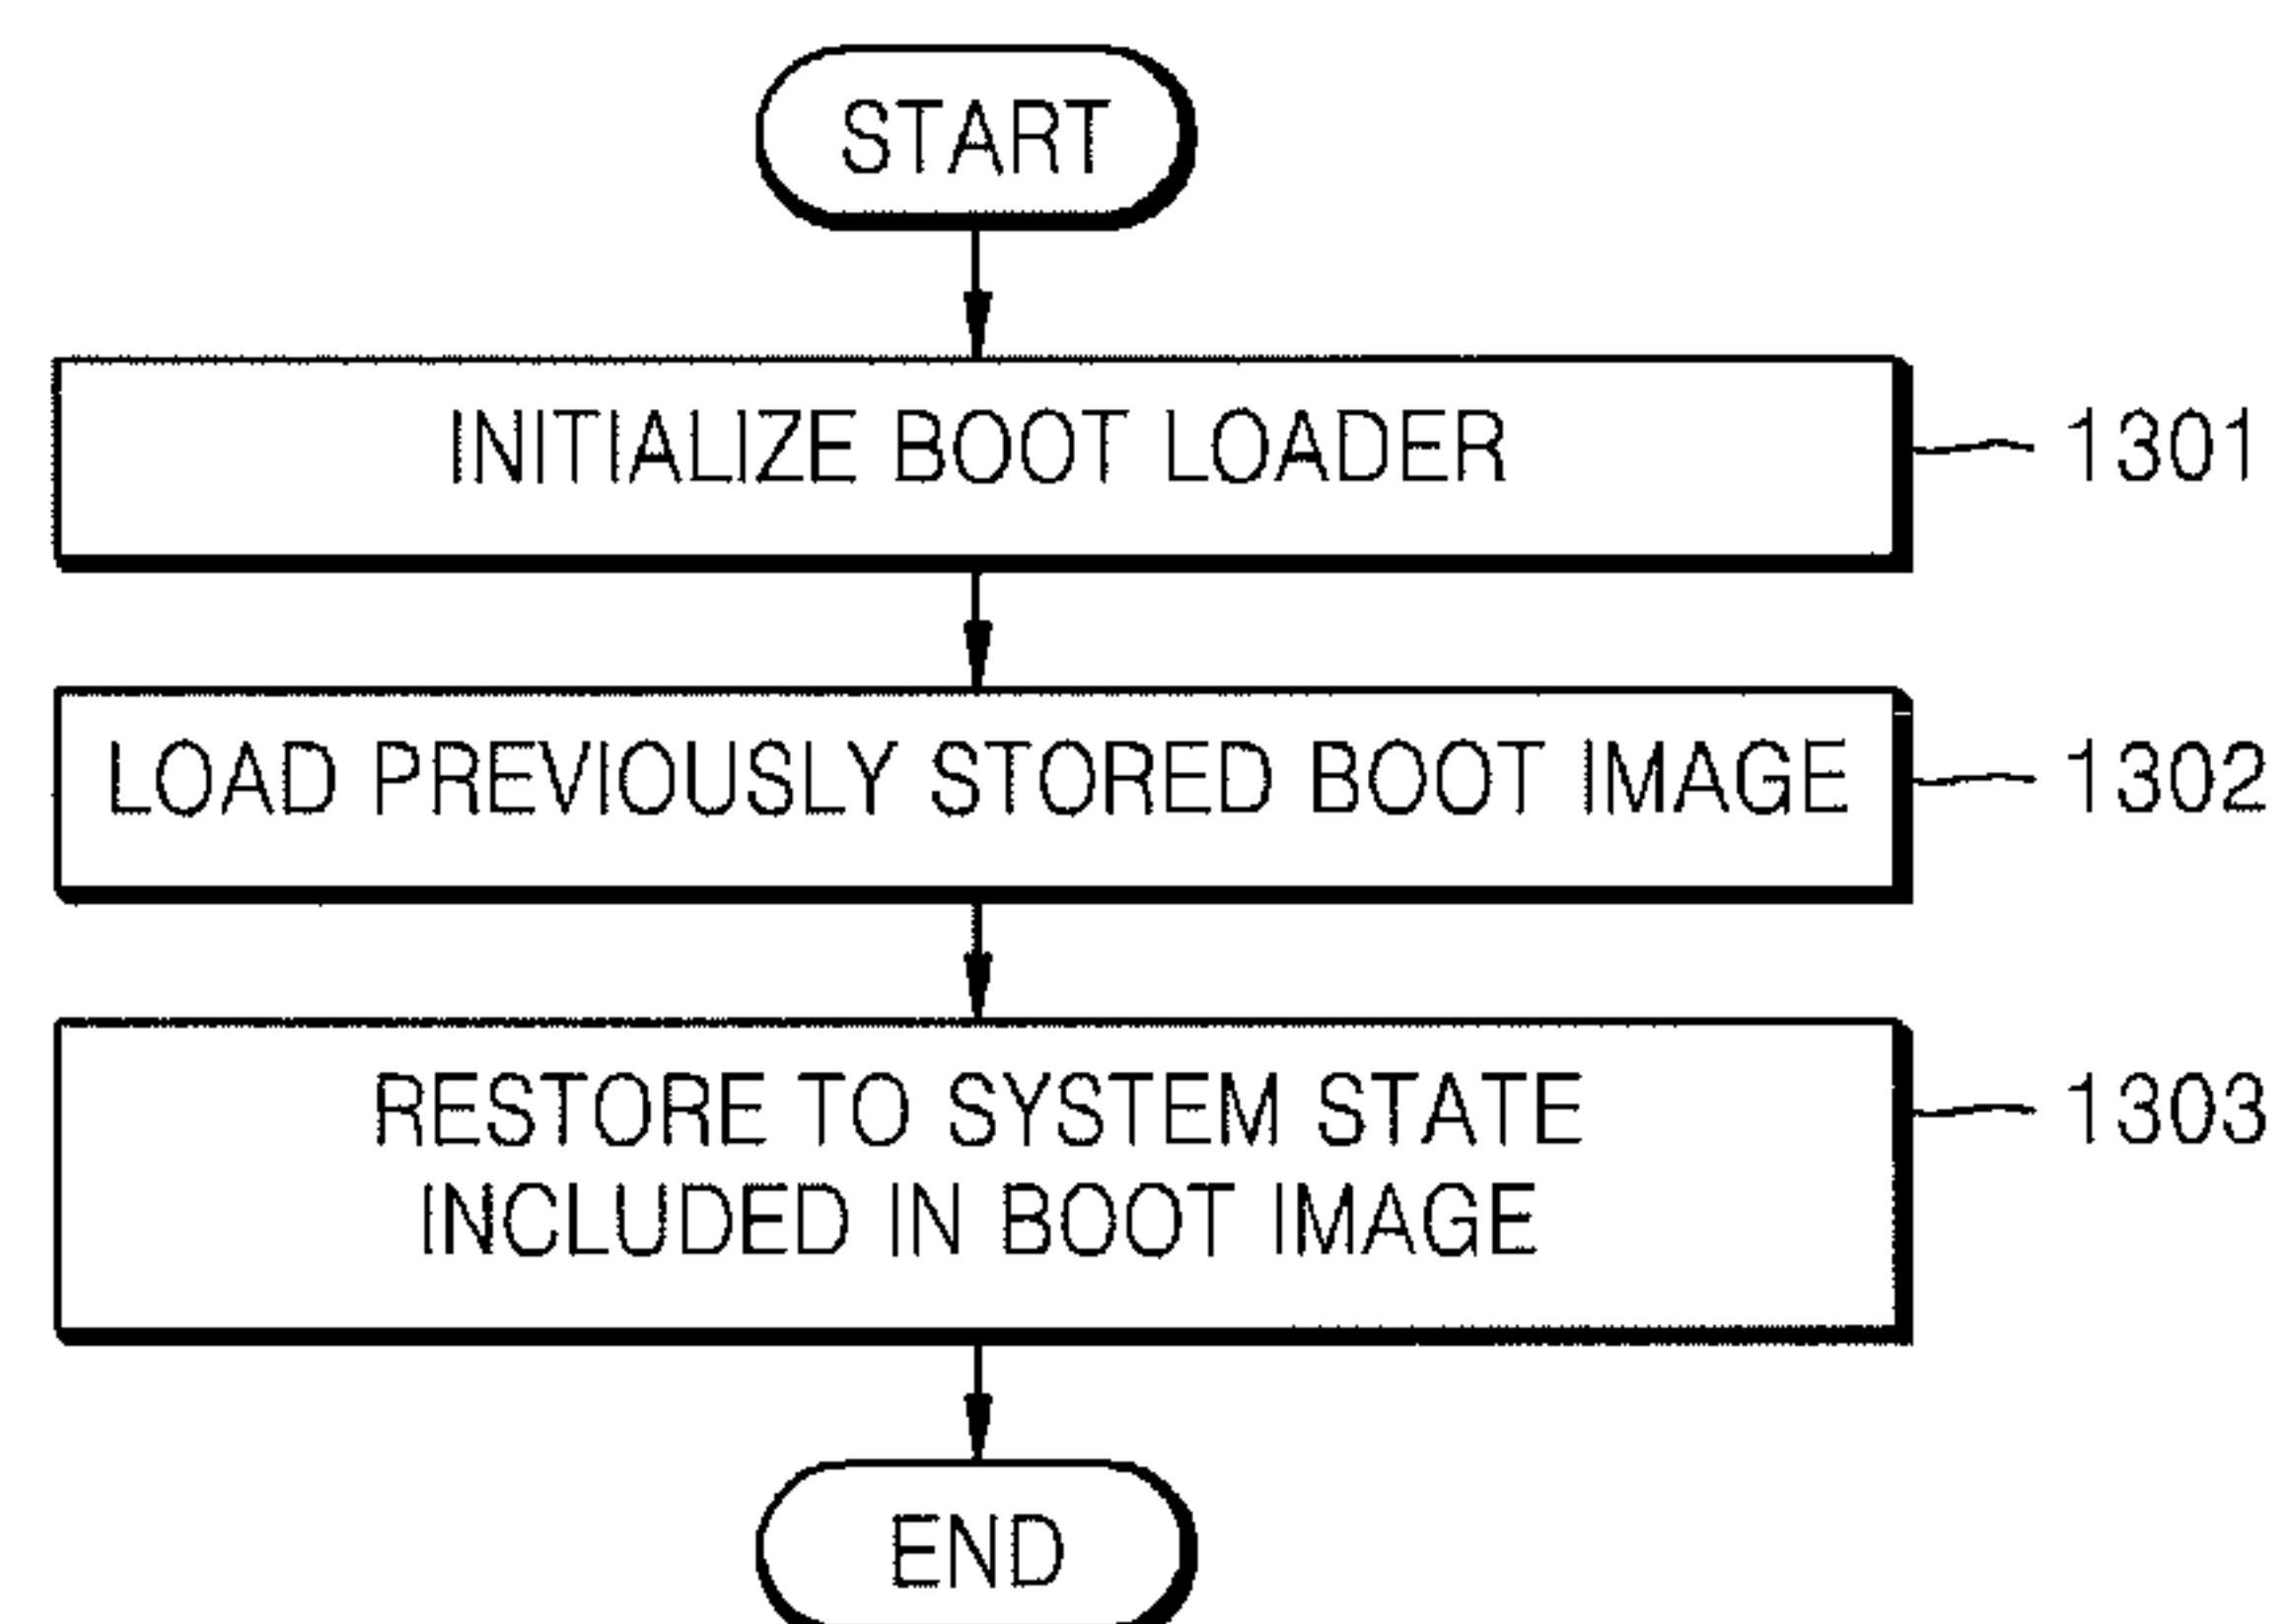 START
INITIALIZE BOOT LOADER
1301
LOAD PREVIOUSLY STORED BOOT IMAGE
1302
RESTORE TO SYSTEM STATE
INCLUDED IN BOOT IMAGE
1303
END